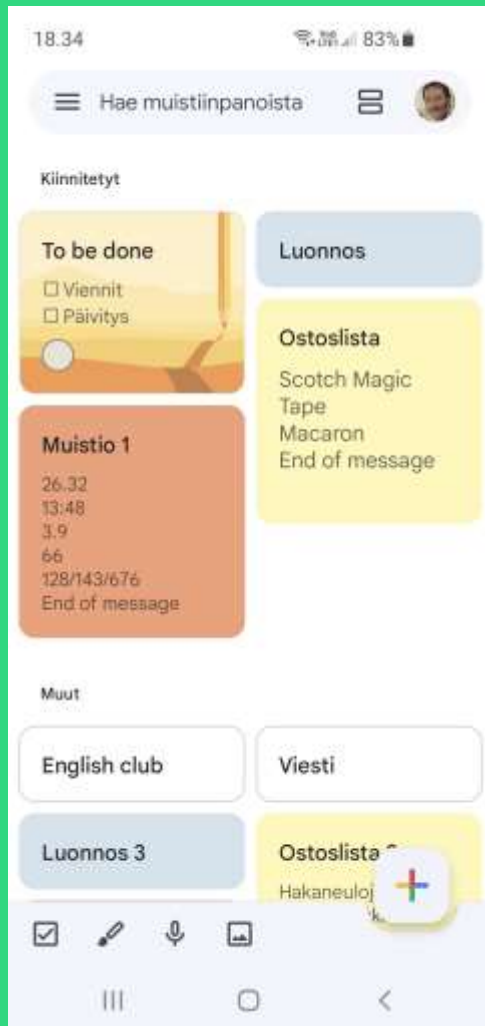 18.34
83%
Hae muistiinpanoista
Kiinnitetyt
To be done
Viennit
Päivitys
Luonnos
Ostoslista
Scotch Magic
Tape
Macaron
End of message
Muistio 1
26.32
13:48
3.9
66
128/143/676
End of message
Muut
English club
Viesti
Luonnos 3
Ostoslista
Hakaneuloj